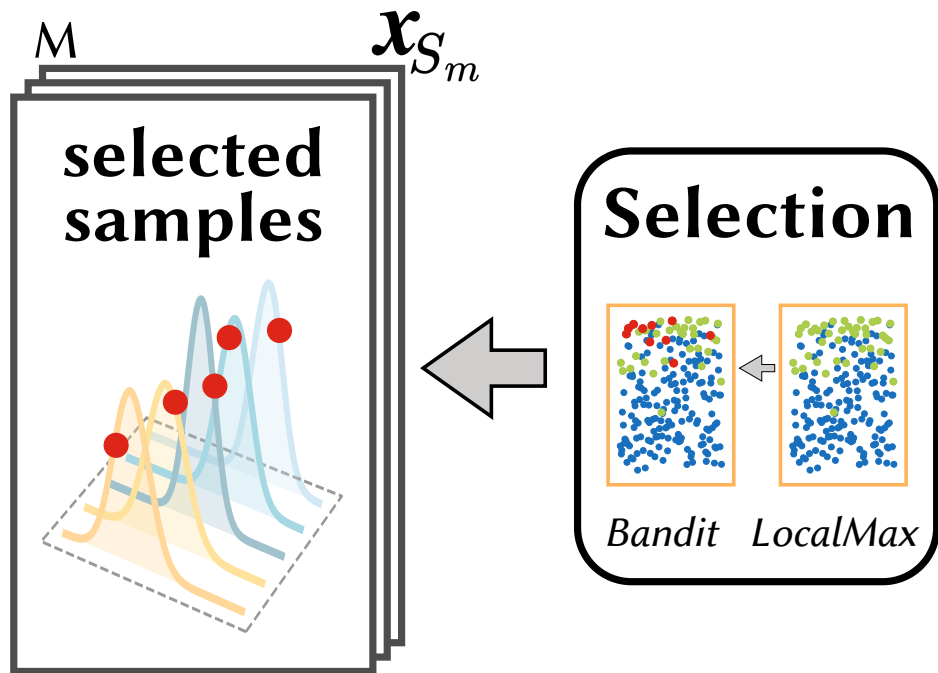 M
x_{S_m}
selected
samples
Selection
Bandit
LocalMax